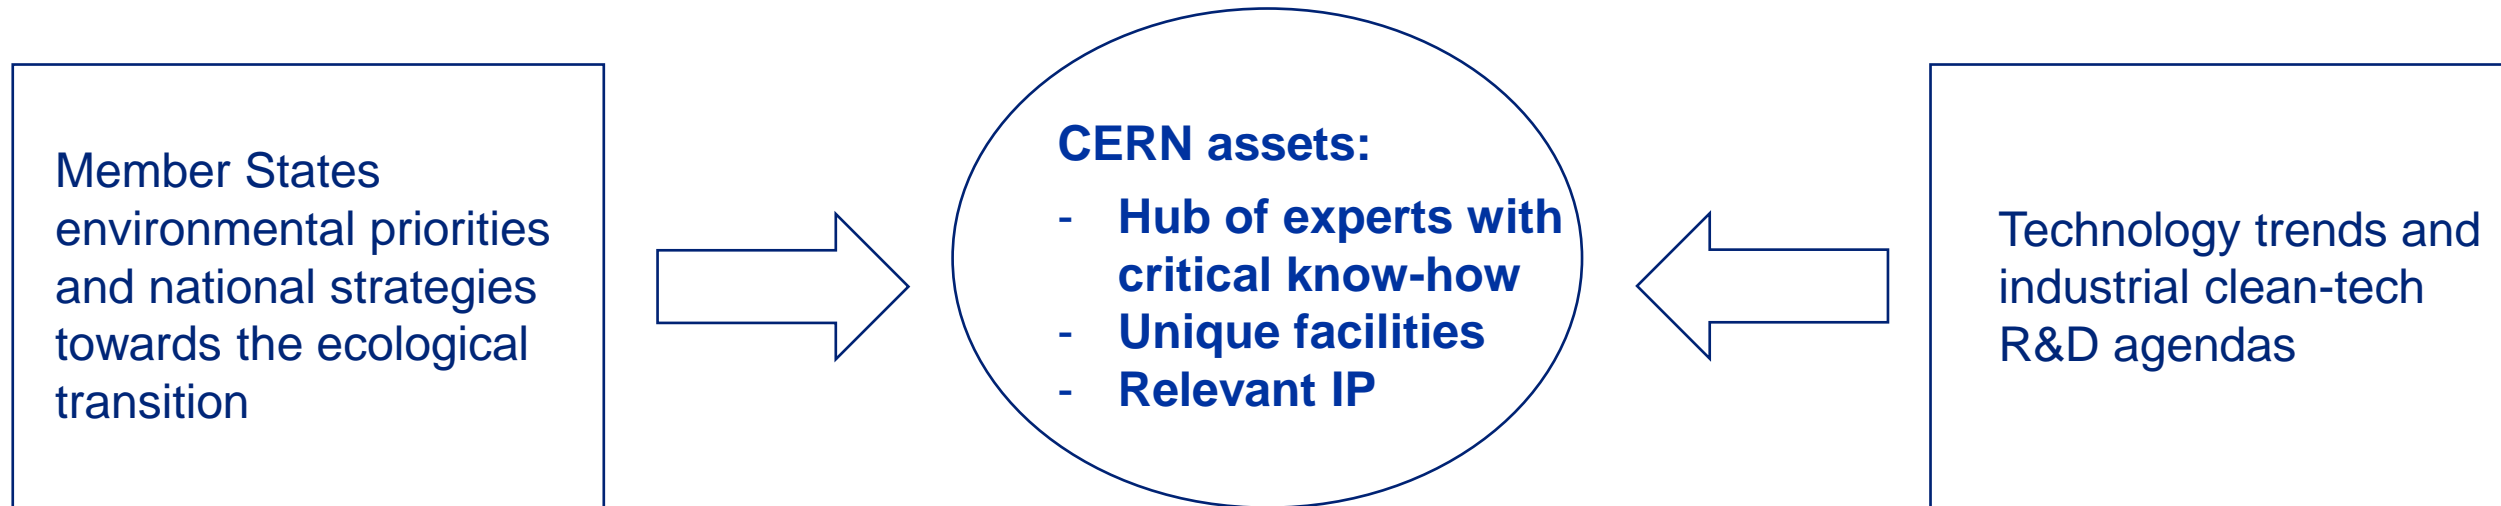 Member States
environmental priorities
and national strategies
towards the ecological
transition
CERN assets:
- Hub of experts with
critical know-how
- Unique facilities
- Relevant IP
Technology trends and
industrial clean-tech
R&D agendas